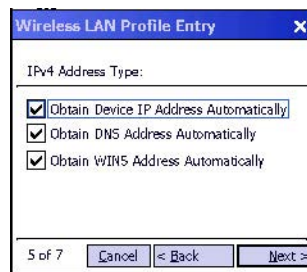 Wireless LAN Profile Entry X
IPv4 Address Type:
Obtain Device IP Address Automatically
Obtain DNS Address Automatically
Obtain WINS Address Automatically
5 of 7 Cancel < Back Next >